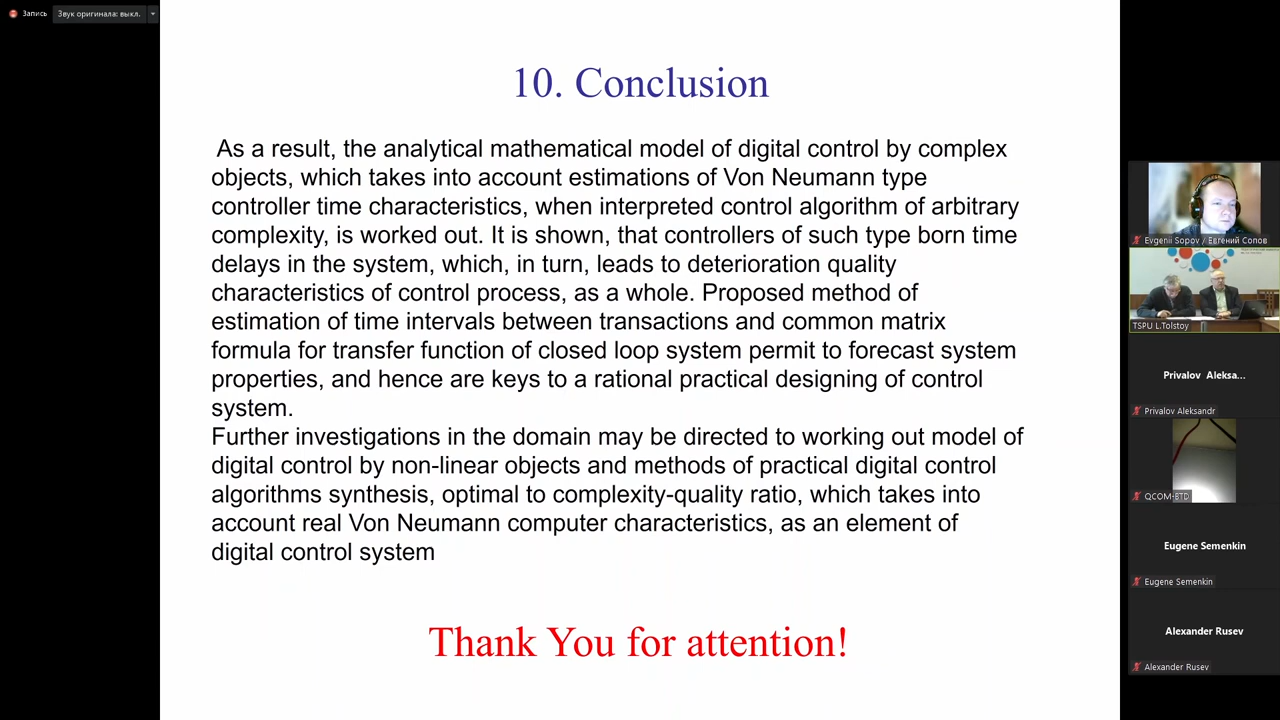 Запись
Звук оригинала: выкл.
10. Conclusion
As a result, the analytical mathematical model of digital control by complex
objects, which takes into account estimations of Von Neumann type
controller time characteristics, when interpreted control algorithm of arbitrary
complexity, is worked out. It is shown, that controllers of such type born time
delays in the system, which, in turn, leads to deterioration quality
characteristics of control process, as a whole. Proposed method of
estimation of time intervals between transactions and common matrix
formula for transfer function of closed loop system permit to forecast system
properties, and hence are keys to a rational practical designing of control
system.
Further investigations in the domain may be directed to working out model of
digital control by non-linear objects and methods of practical digital control
algorithms synthesis, optimal to complexity-quality ratio, which takes into
account real Von Neumann computer characteristics, as an element of
digital control system
Thank You for attention!
Evgenii Sopov / Евгений Сопов
TSPU L.Tolstoy
Privalov Aleksa...
Privalov Aleksandr
QCOM-BTD
Eugene Semenkin
Eugene Semenkin
Alexander Rusev
Alexander Rusev